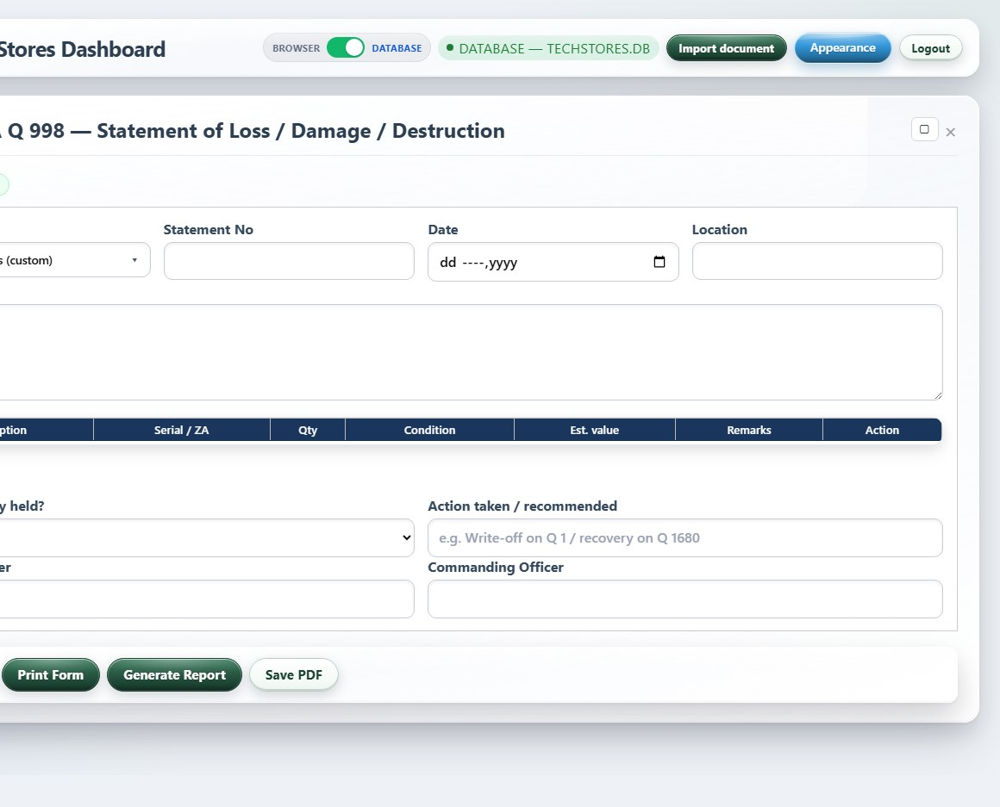 Stores Dashboard
BROWSER DATABASE
DATABASE — TECHSTORES.DB
Import document
Appearance
Logout
Q 998 — Statement of Loss / Damage / Destruction
×
Statement No
Date
Location
(custom)
dd ----,yyyy
Serial / ZA
Qty
Condition
Est. value
Remarks
Action
held?
Action taken / recommended
e.g. Write-off on Q 1 / recovery on Q 1680
Commanding Officer
Print Form
Generate Report
Save PDF